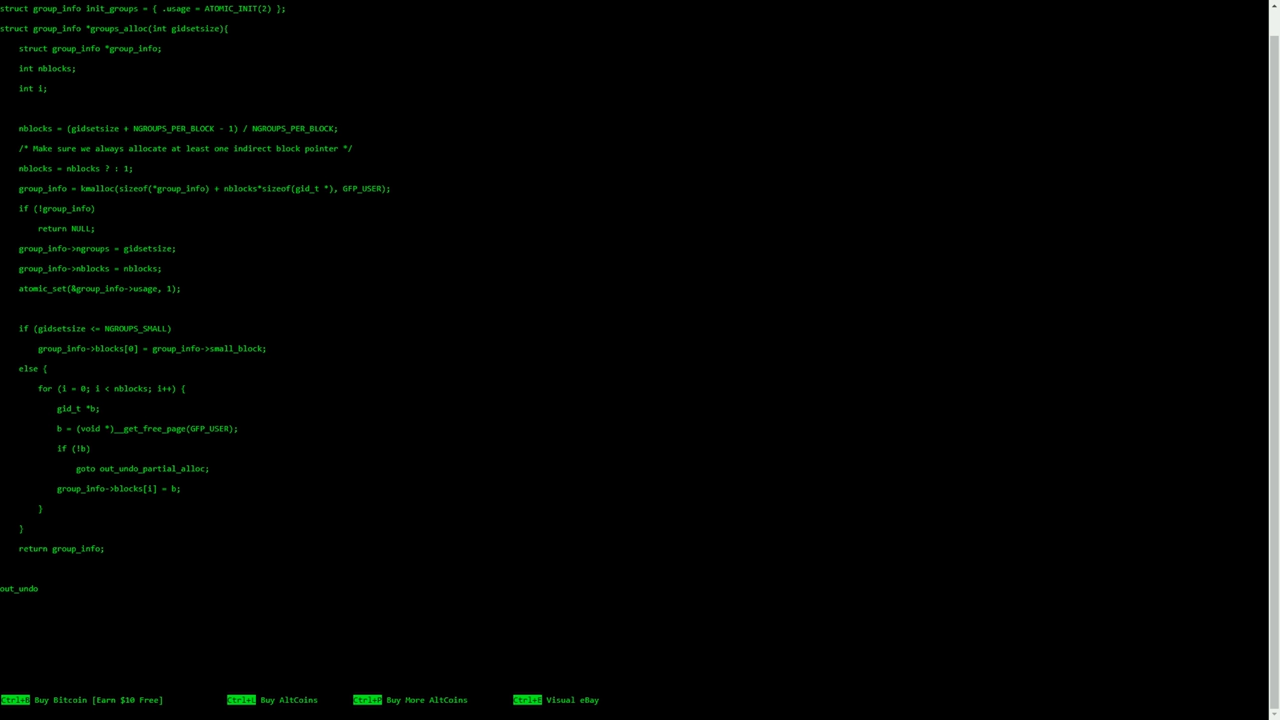 struct group_info init_groups = { .usage = ATOMIC_INIT(2) };
struct group_info *groups_alloc(int gidsetsize){
    struct group_info *group_info;
    int nblocks;
    int i;

    nblocks = (gidsetsize + NGROUPS_PER_BLOCK - 1) / NGROUPS_PER_BLOCK;
    /* Make sure we always allocate at least one indirect block pointer */
    nblocks = nblocks ? : 1;
    group_info = kmalloc(sizeof(*group_info) + nblocks*sizeof(gid_t *), GFP_USER);
    if (!group_info)
        return NULL;
    group_info->ngroups = gidsetsize;
    group_info->nblocks = nblocks;
    atomic_set(&group_info->usage, 1);

    if (gidsetsize <= NGROUPS_SMALL)
        group_info->blocks[0] = group_info->small_block;
    else {
        for (i = 0; i < nblocks; i++) {
            gid_t *b;
            b = (void *)__get_free_page(GFP_USER);
            if (!b)
                goto out_undo_partial_alloc;
            group_info->blocks[i] = b;
        }
    }
    return group_info;

out_undo
Ctrl+B Buy Bitcoin [Earn $10 Free] Ctrl+L Buy AltCoins Ctrl+P Buy More AltCoins Ctrl+E Visual eBay